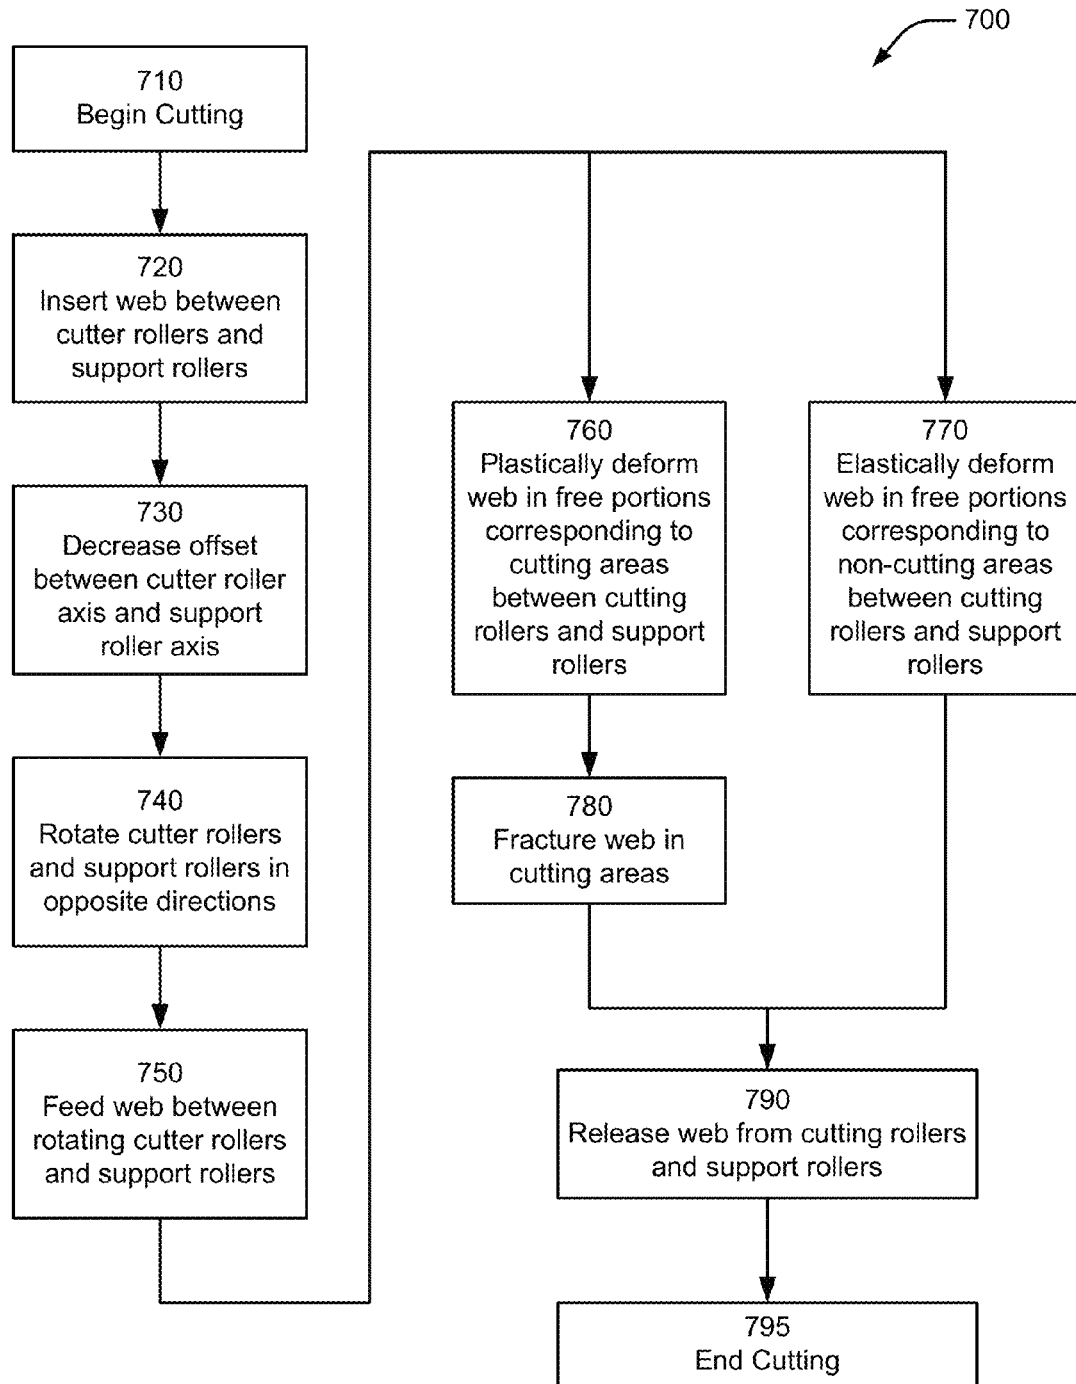 700
710
Begin Cutting
720
Insert web between
cutter rollers and
support rollers
730
Decrease offset
between cutter roller
axis and support
roller axis
740
Rotate cutter rollers
and support rollers in
opposite directions
750
Feed web between
rotating cutter rollers
and support rollers
760
Plastically deform
web in free portions
corresponding to
cutting areas
between cutting
rollers and support
rollers
770
Elastically deform
web in free portions
corresponding to
non-cutting areas
between cutting
rollers and support
rollers
780
Fracture web in
cutting areas
790
Release web from cutting rollers
and support rollers
795
End Cutting